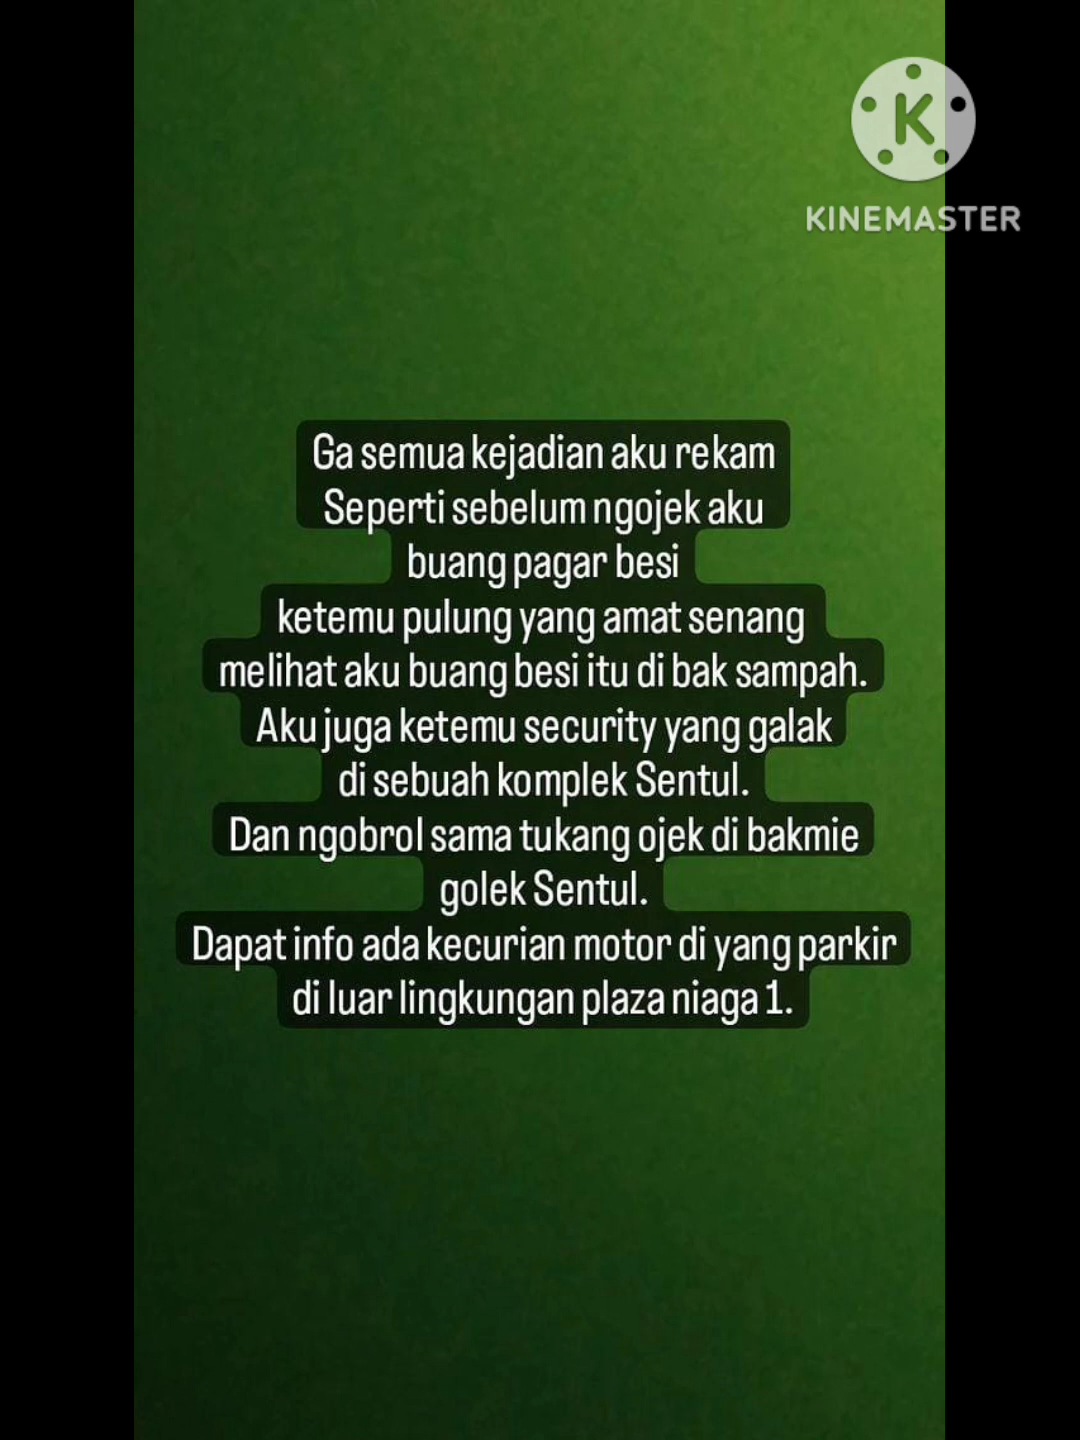 KINEMASTER
Ga semua kejadian aku rekam
Seperti sebelum ngojek aku
buang pagar besi
ketemu pulung yang amat senang
melihat aku buang besi itu di bak sampah.
Aku juga ketemu security yang galak
di sebuah komplek Sentul.
Dan ngobrol sama tukang ojek di bakmie
golek Sentul.
Dapat info ada kecurian motor di yang parkir
di luar lingkungan plaza niaga 1.